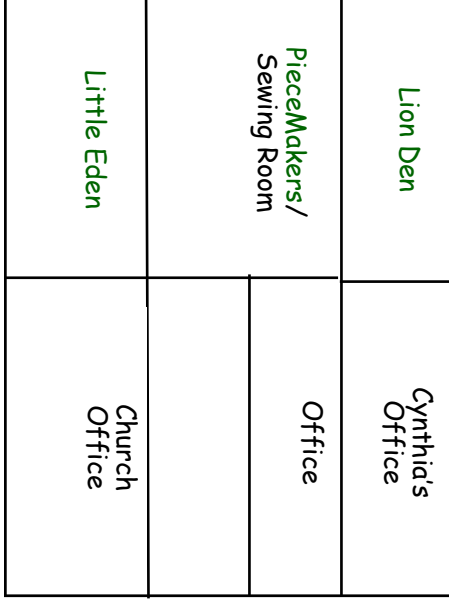 Little Eden
PieceMakers/
Sewing Room
Lion Den
Church
Office
Office
Cynthia's
Office